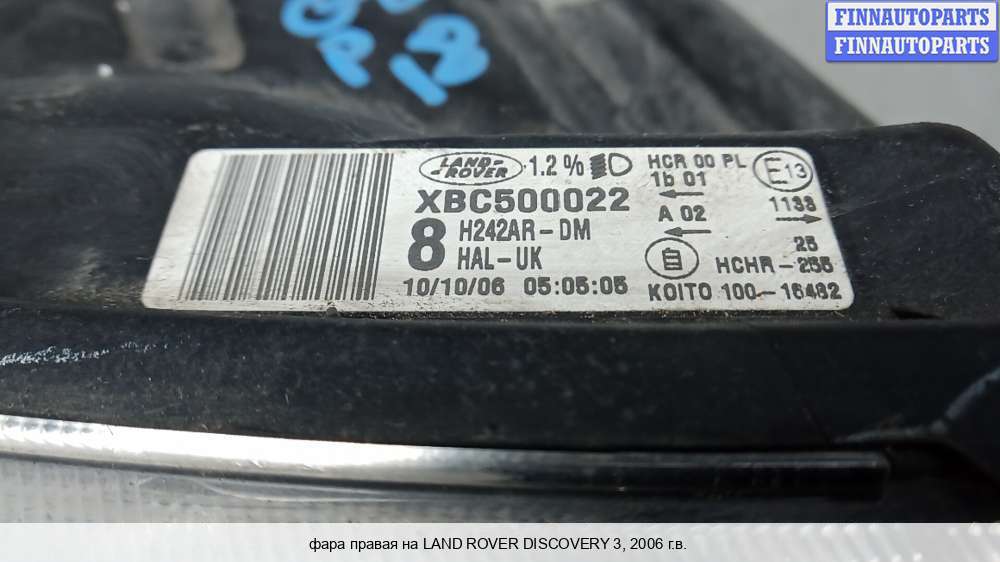 FINNAUTOPARTS
FINNAUTOPARTS
LAND-
ROVER
1.2%
HCR 00 PL
1b 01
E13
XBC500022
A 02
1133
8
H242AR-DM
HAL-UK
25
HCHR-255
10/10/06 05:05:05
KOITO 100-16482
фара правая на LAND ROVER DISCOVERY 3, 2006 г.в.